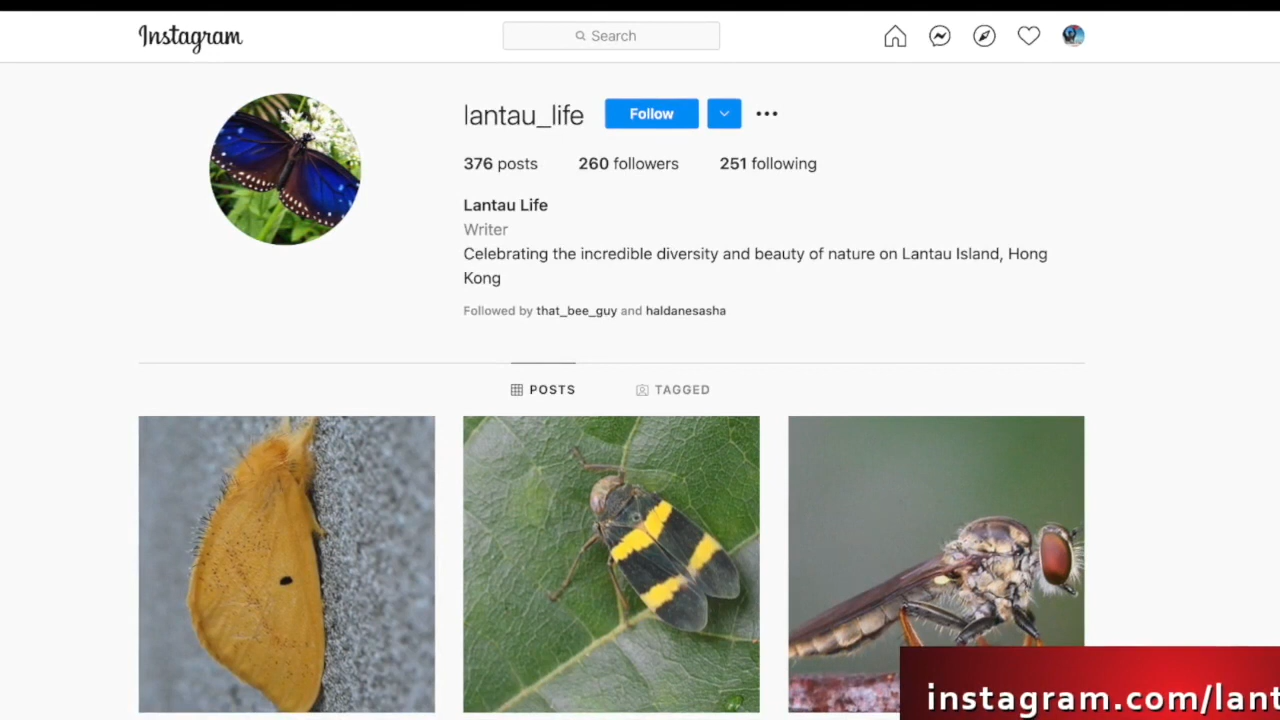 Instagram
Search
lantau_life Follow
376 posts 260 followers 251 following
Lantau Life
Writer
Celebrating the incredible diversity and beauty of nature on Lantau Island, Hong
Kong
Followed by that_bee_guy and haldanesasha
POSTS TAGGED
instagram.com/lant